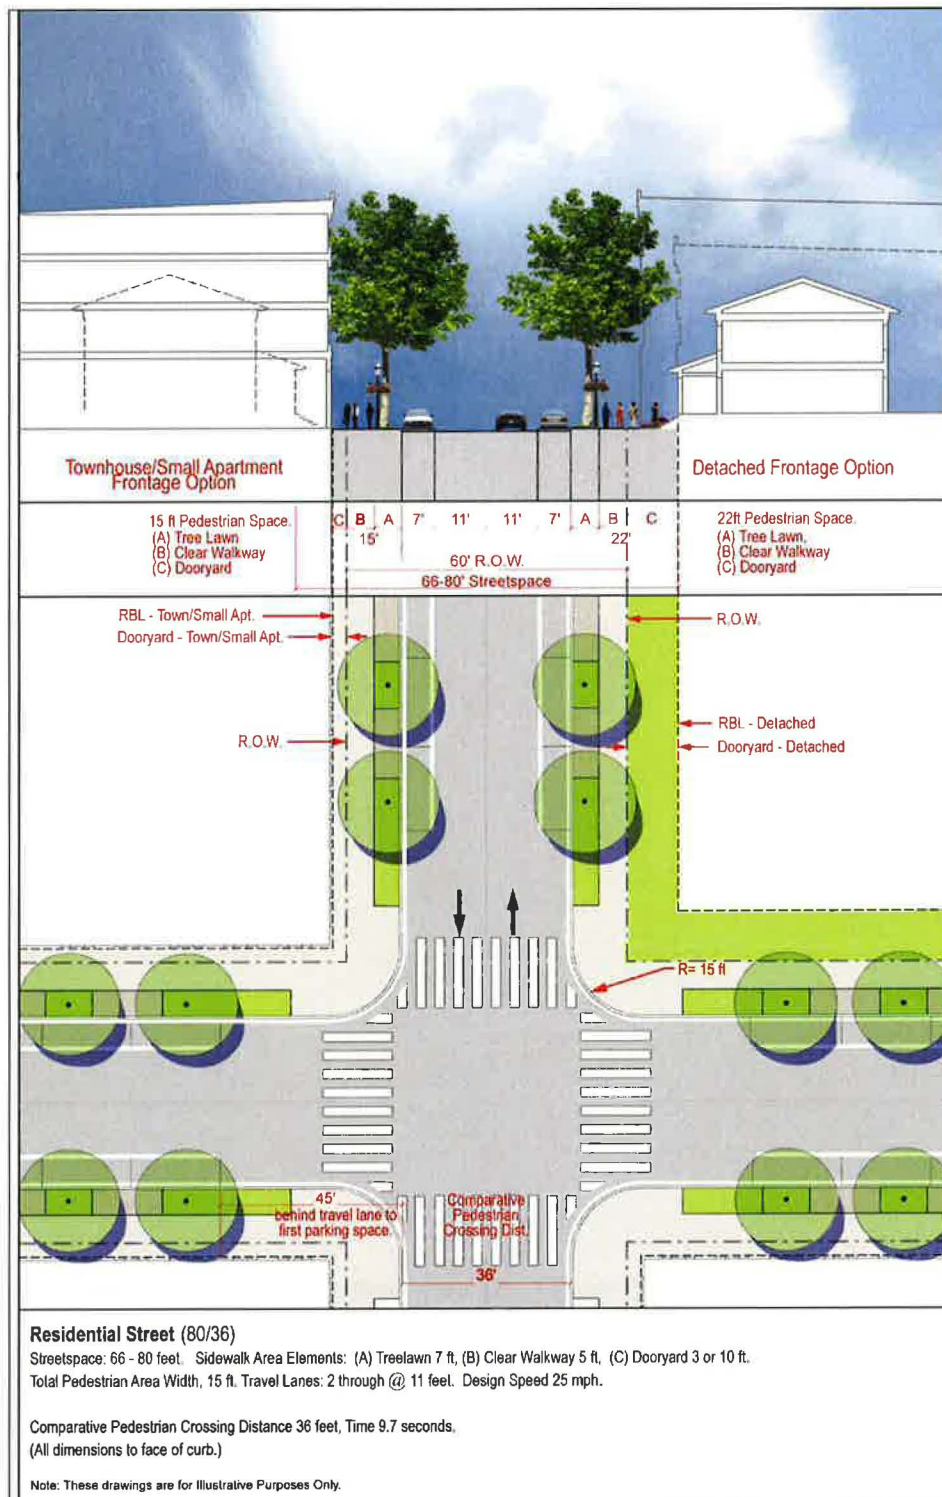 Townhouse/Small Apartment
Frontage Option
Detached Frontage Option
15 ft Pedestrian Space.
(A) Tree Lawn
(B) Clear Walkway
(C) Dooryard
C B A 7' 11' 11' 7' A B C
15'
22'
22ft Pedestrian Space.
(A) Tree Lawn,
(B) Clear Walkway
(C) Dooryard
60' R.O.W.
66-80' Streetspace
RBL - Town/Small Apt.
Dooryard - Town/Small Apt.
R.O.W.
R.O.W.
RBL - Detached
Dooryard - Detached
R= 15 ft
45'
behind travel lane to
first parking space
Comparative
Pedestrian
Crossing Dist.
36'
Residential Street (80/36)
Streetspace: 66 - 80 feet. Sidewalk Area Elements: (A) Treelawn 7 ft, (B) Clear Walkway 5 ft, (C) Dooryard 3 or 10 ft.
Total Pedestrian Area Width, 15 ft. Travel Lanes: 2 through @ 11 feet. Design Speed 25 mph.
Comparative Pedestrian Crossing Distance 36 feet, Time 9.7 seconds.
(All dimensions to face of curb.)
Note: These drawings are for Illustrative Purposes Only.